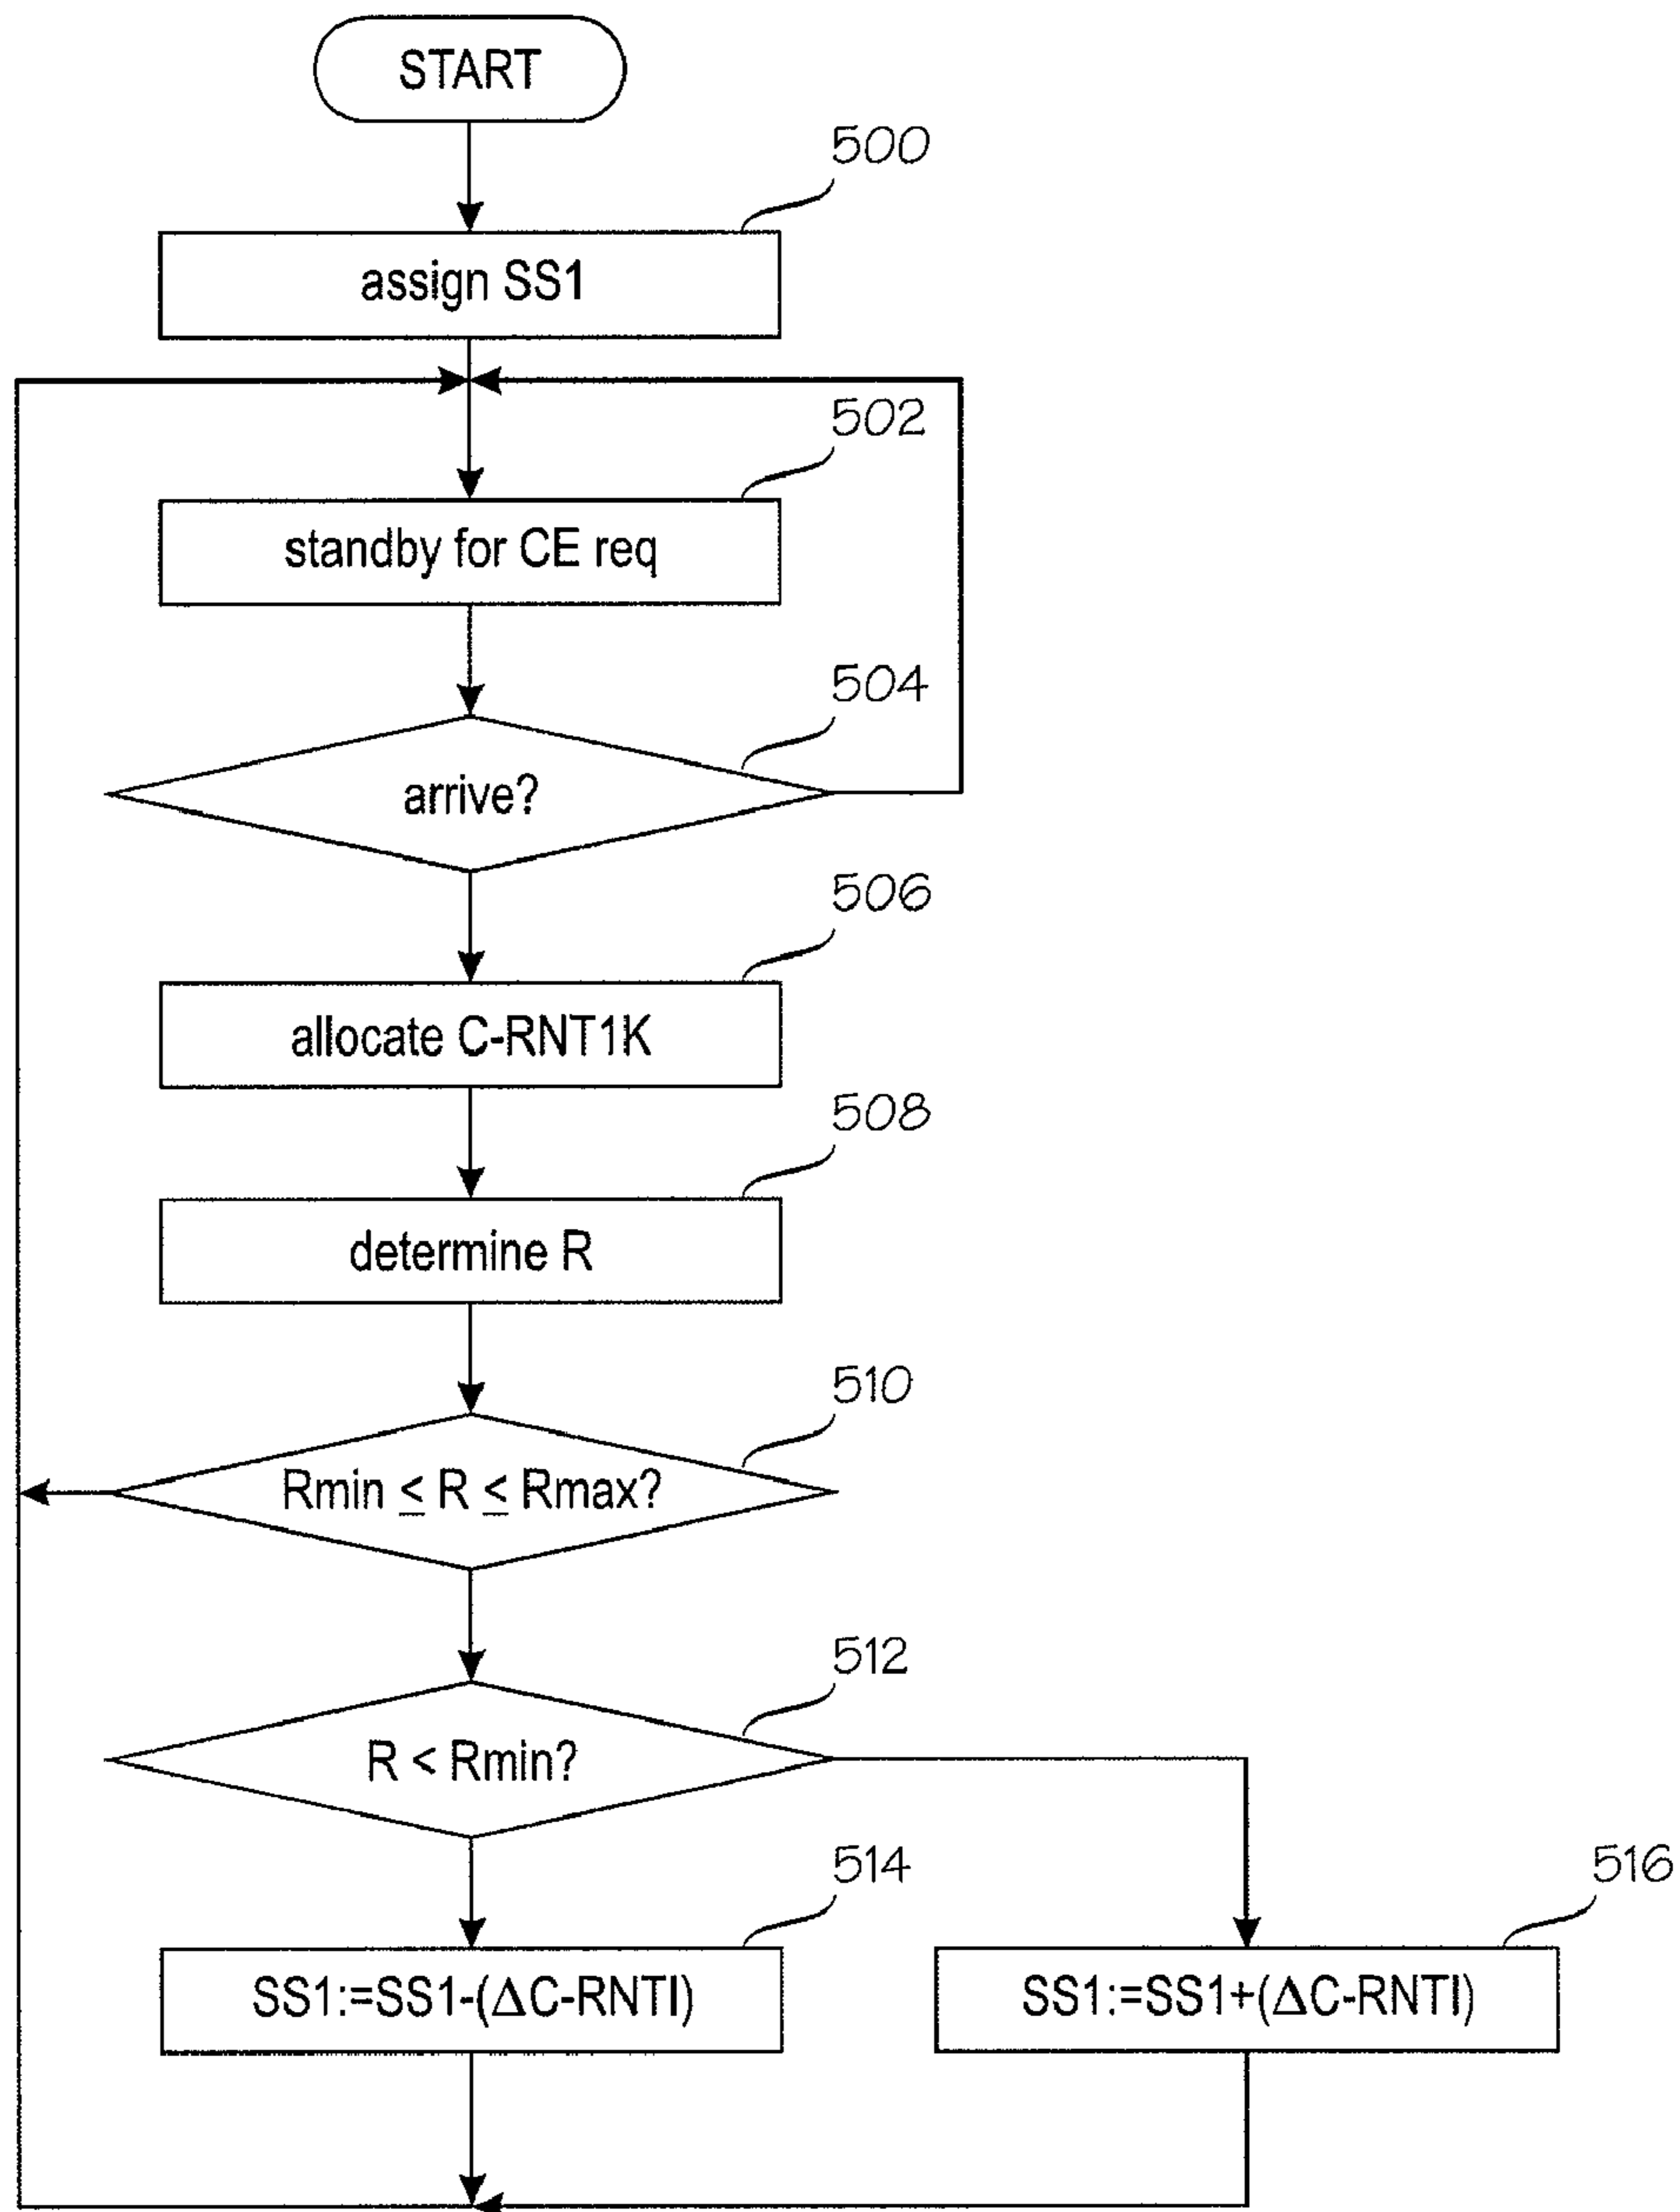 START
500
assign SS1
502
standby for CE req
504
arrive?
506
allocate C-RNT1K
508
determine R
510
Rmin ≤ R ≤ Rmax?
512
R < Rmin?
514
SS1:=SS1-(ΔC-RNTI)
516
SS1:=SS1+(ΔC-RNTI)